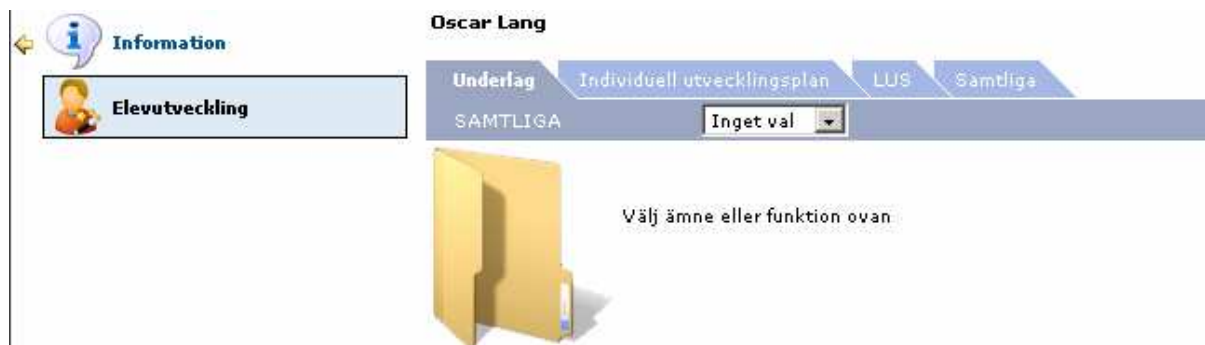 Information
Elevutveckling
Oscar Lang
Underlag Individuell utvecklingsplan LUS Samtliga
SAMTLIGA Inget val
Välj ämne eller funktion ovan